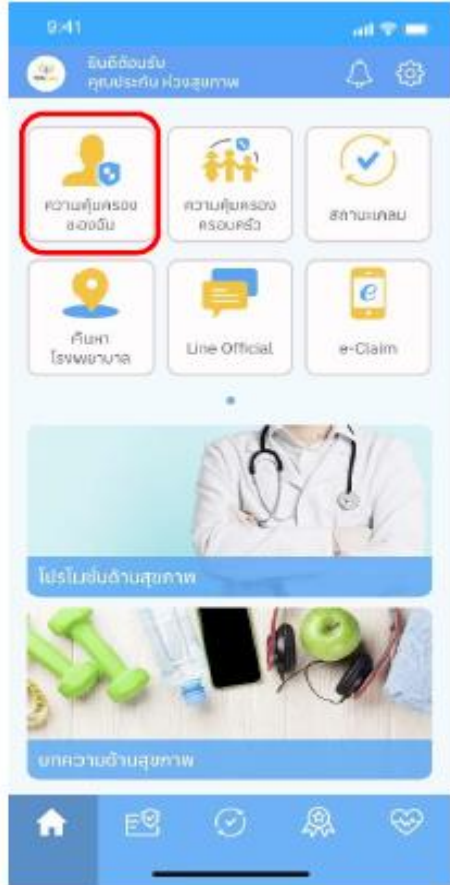 9:41
ยินดีต้อนรับ
คุณประกัน ห่วงสุขภาพ
ความคุ้มครอง
ของฉัน
ความคุ้มครอง
ครอบครัว
สถานะเคลม
ค้นหา
โรงพยาบาล
Line Official
e-Claim
โปรโมชั่นด้านสุขภาพ
บทความด้านสุขภาพ